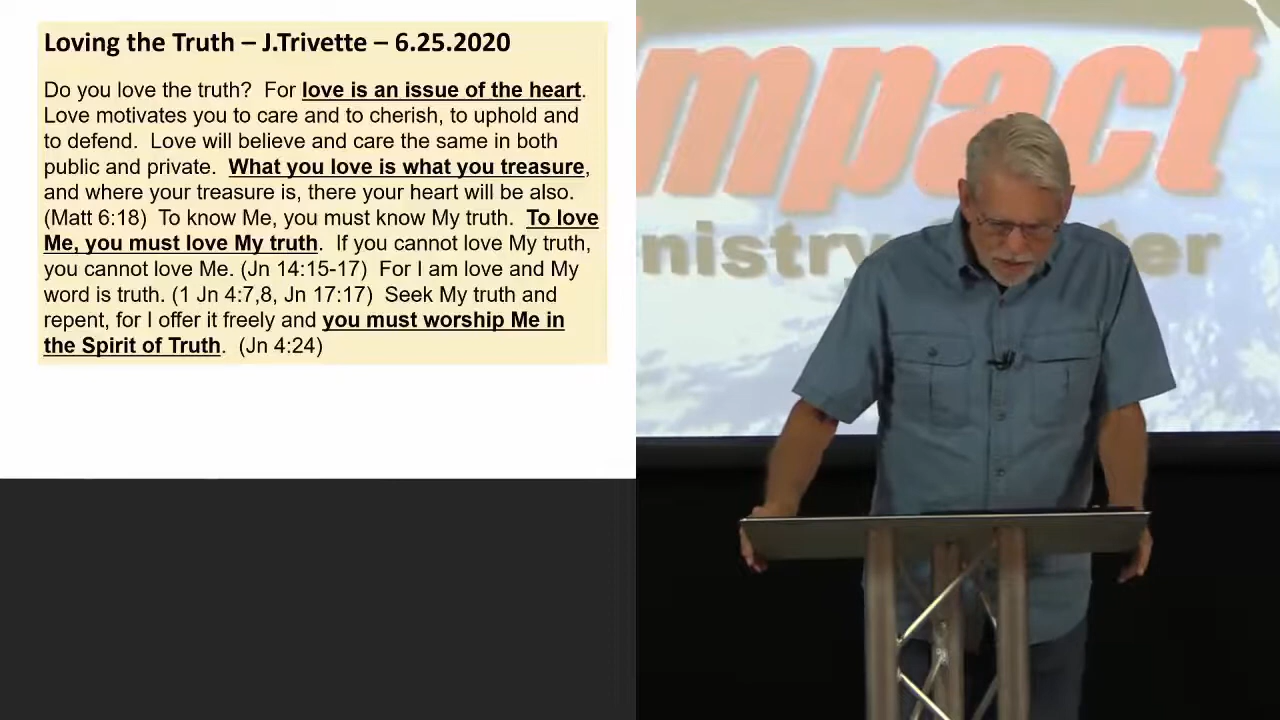 Loving the Truth – J.Trivette – 6.25.2020
Do you love the truth?  For love is an issue of the heart.
Love motivates you to care and to cherish, to uphold and
to defend.  Love will believe and care the same in both
public and private.  What you love is what you treasure,
and where your treasure is, there your heart will be also.
(Matt 6:18)  To know Me, you must know My truth.  To love
Me, you must love My truth.  If you cannot love My truth,
you cannot love Me. (Jn 14:15-17)  For I am love and My
word is truth. (1 Jn 4:7,8, Jn 17:17)  Seek My truth and
repent, for I offer it freely and you must worship Me in
the Spirit of Truth.  (Jn 4:24)
impact